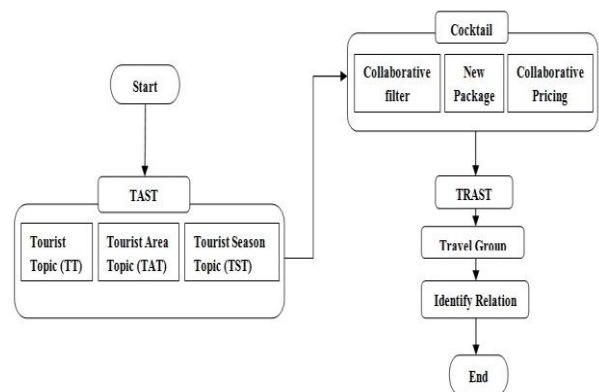 Start
TAST
Tourist
Topic (TT)
Tourist Area
Topic (TAT)
Tourist Season
Topic (TST)
Cocktail
Collaborative
filter
New
Package
Collaborative
Pricing
TRAST
Travel Group
Identify Relation
End